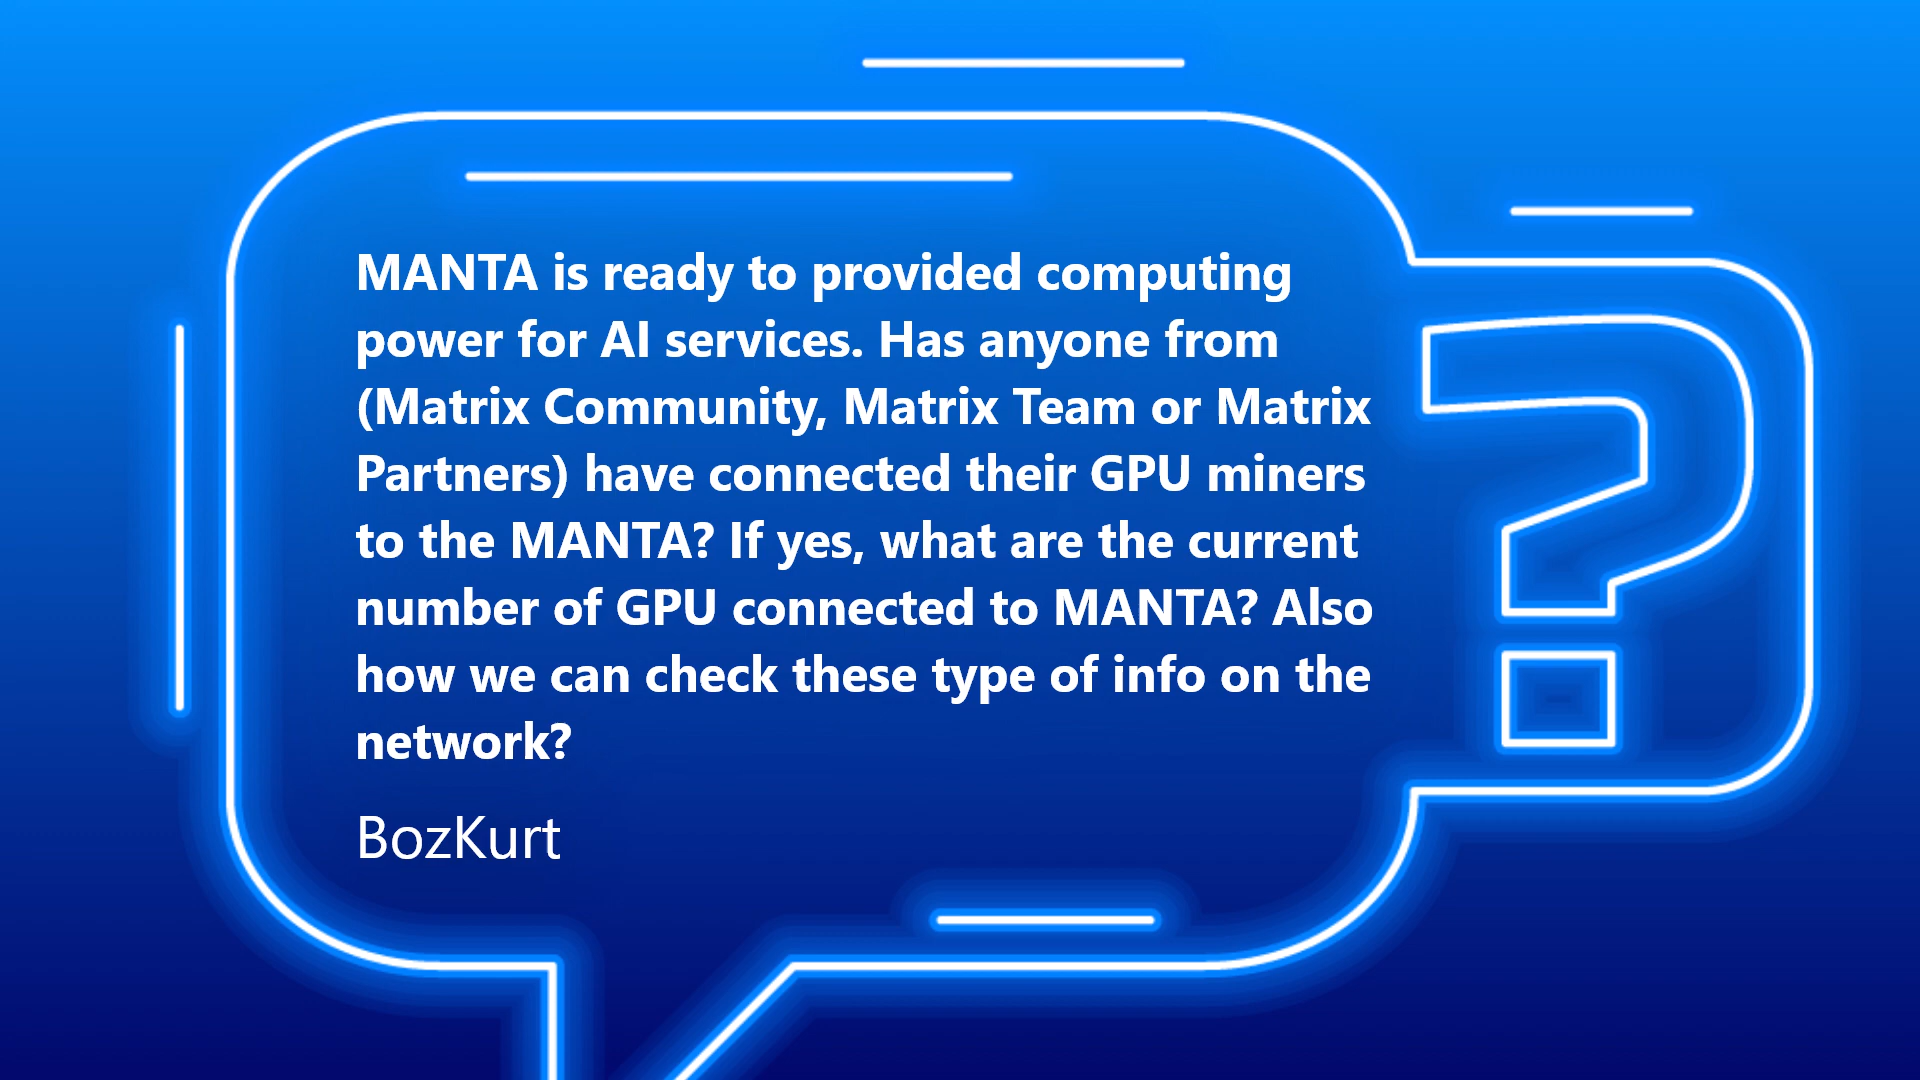 MANTA is ready to provided computing
power for AI services. Has anyone from
(Matrix Community, Matrix Team or Matrix
Partners) have connected their GPU miners
to the MANTA? If yes, what are the current
number of GPU connected to MANTA? Also
how we can check these type of info on the
network?
BozKurt
?